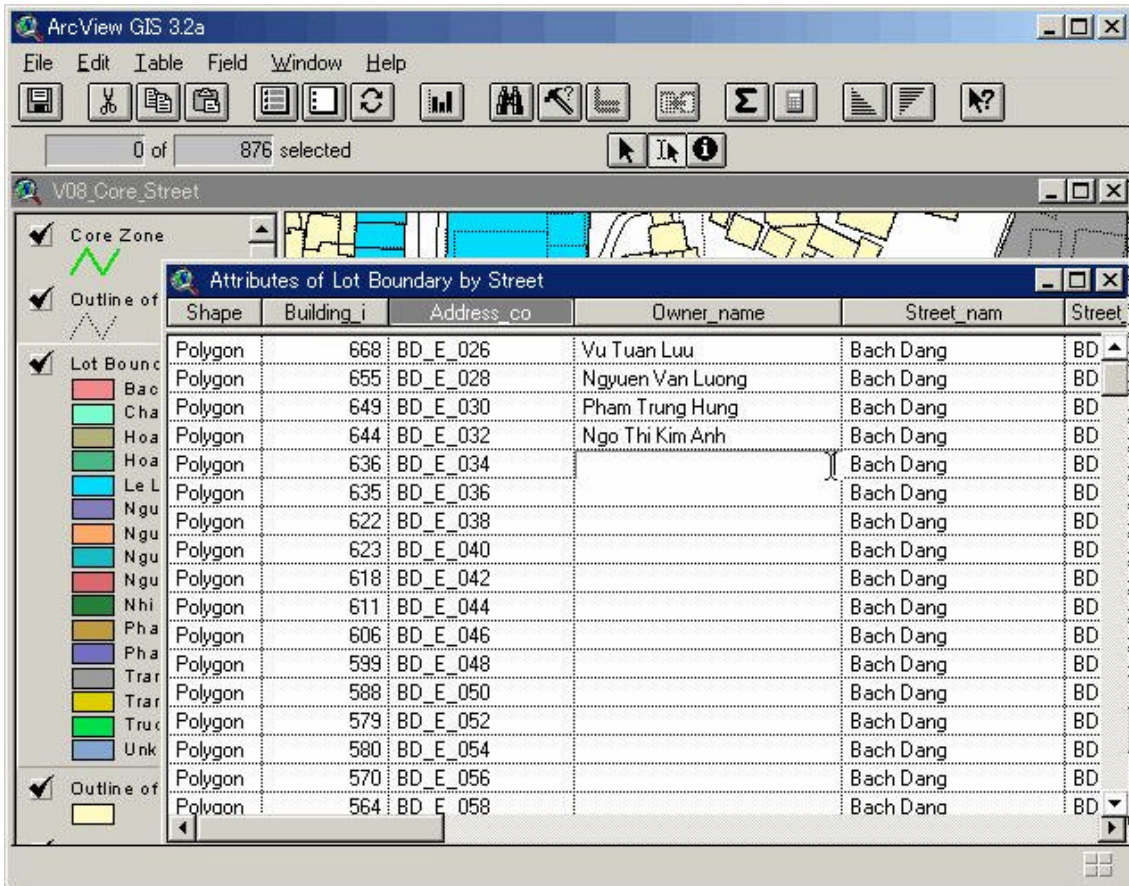 ArcView GIS 3.2a
File Edit Table Field Window Help
0 of 876 selected
V08_Core_Street
Core Zone
Outline of
Lot Bounc
Bac
Cha
Hoa
Hoa
Le L
Ngu
Ngu
Ngu
Ngu
Nhi
Pha
Pha
Trar
Trar
Truc
Unk
Outline of
Attributes of Lot Boundary by Street
Shape Building_i Address_co Owner_name Street_nam Street_
Polygon 668 BD_E_026 Vu Tuan Luu Bach Dang BD
Polygon 655 BD_E_028 Ngyuen Van Luong Bach Dang BD
Polygon 649 BD_E_030 Pham Trung Hung Bach Dang BD
Polygon 644 BD_E_032 Ngo Thi Kim Anh Bach Dang BD
Polygon 636 BD_E_034 Bach Dang BD
Polygon 635 BD_E_036 Bach Dang BD
Polygon 622 BD_E_038 Bach Dang BD
Polygon 623 BD_E_040 Bach Dang BD
Polygon 618 BD_E_042 Bach Dang BD
Polygon 611 BD_E_044 Bach Dang BD
Polygon 606 BD_E_046 Bach Dang BD
Polygon 599 BD_E_048 Bach Dang BD
Polygon 588 BD_E_050 Bach Dang BD
Polygon 579 BD_E_052 Bach Dang BD
Polygon 580 BD_E_054 Bach Dang BD
Polygon 570 BD_E_056 Bach Dang BD
Polygon 564 BD_E_058 Bach Dang BD